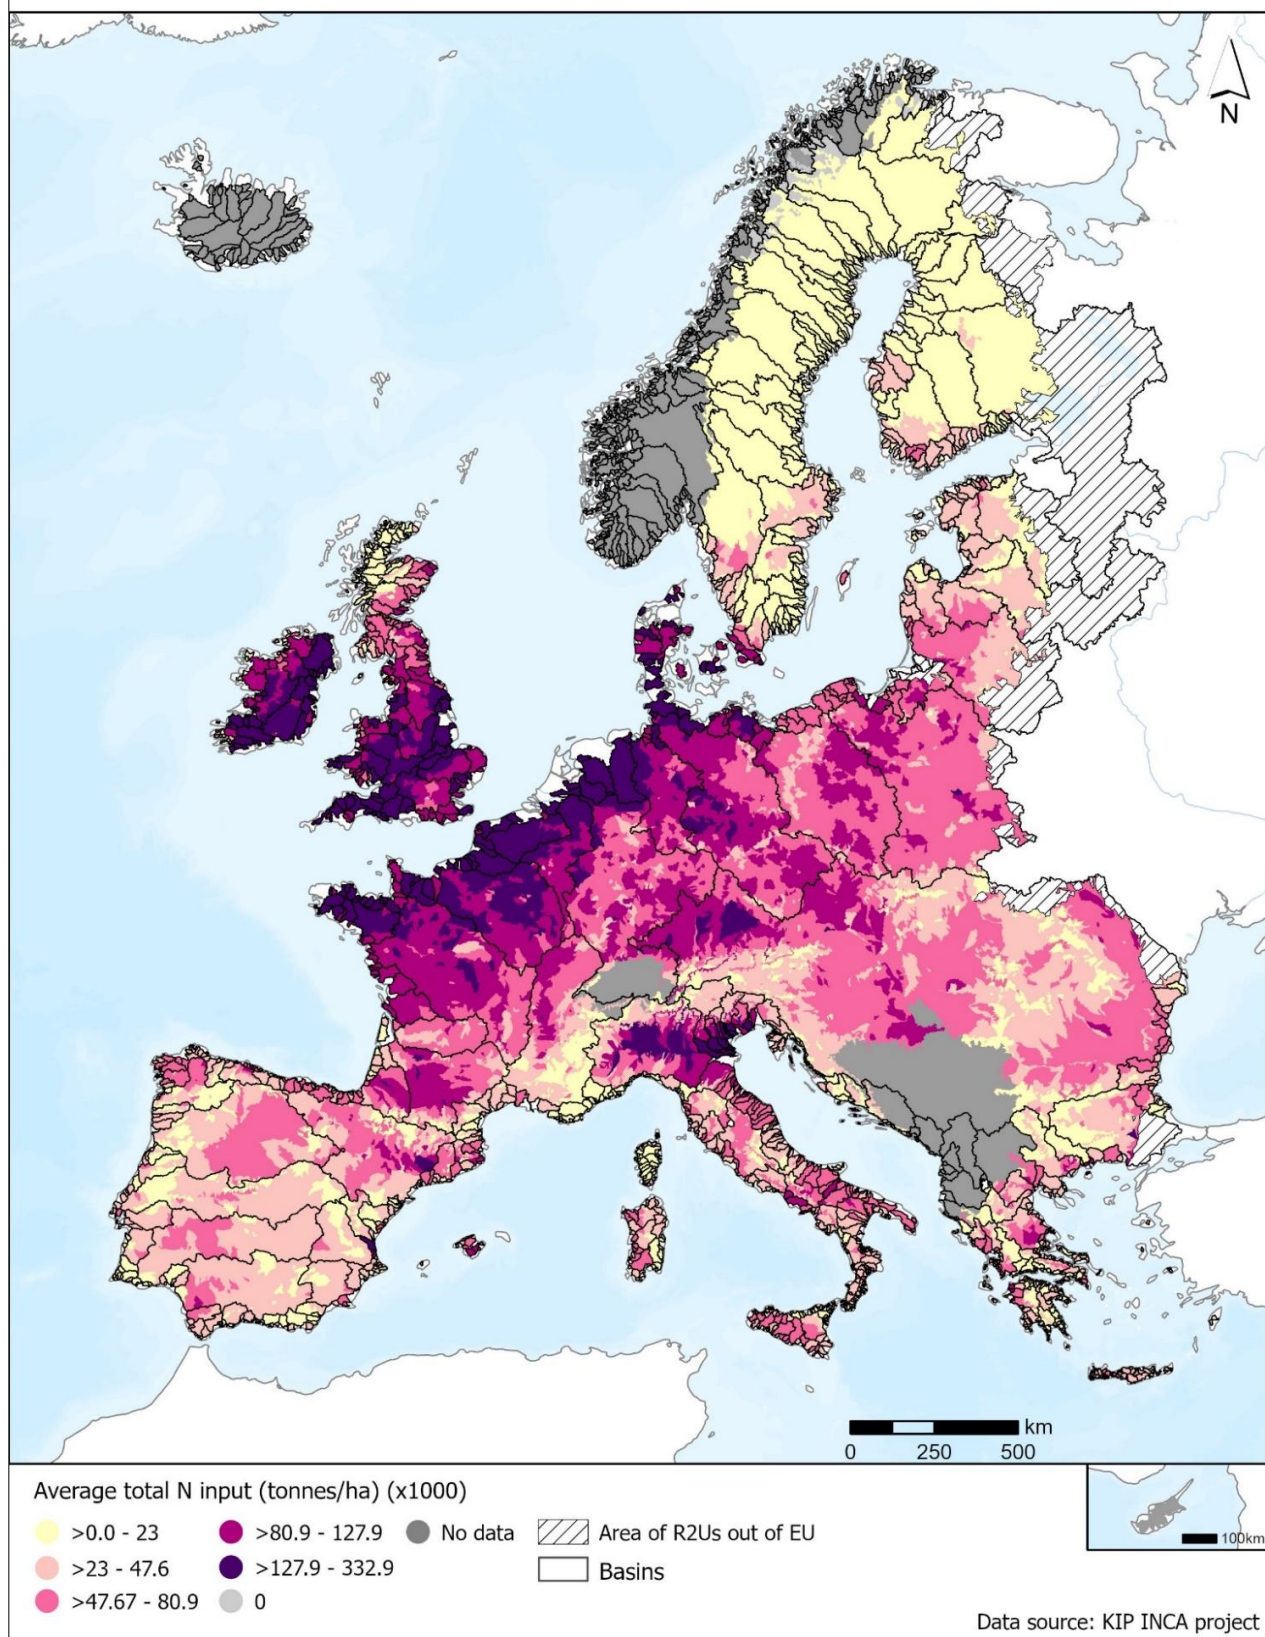 N
km
0 250 500
Average total N input (tonnes/ha) (x1000)
>0.0 - 23
>80.9 - 127.9
No data
Area of R2Us out of EU
>23 - 47.6
>127.9 - 332.9
Basins
>47.67 - 80.9
0
100km
Data source: KIP INCA project